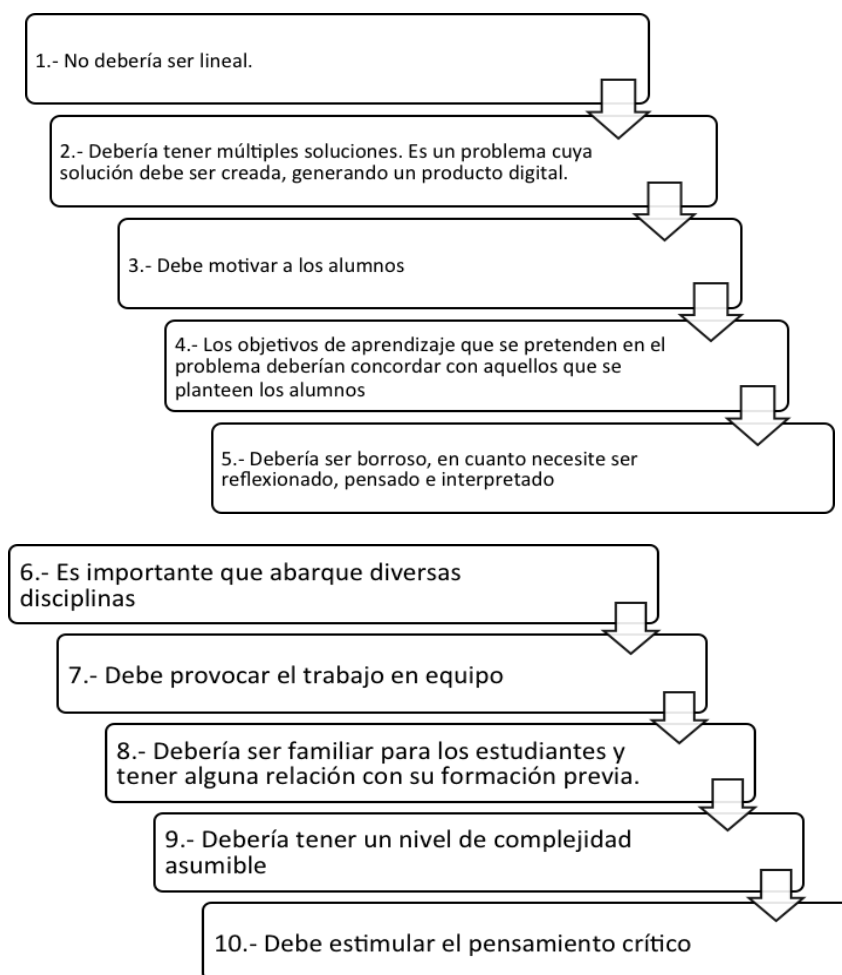 1.- No debería ser lineal.
2.- Debería tener múltiples soluciones. Es un problema cuya
solución debe ser creada, generando un producto digital.
3.- Debe motivar a los alumnos
4.- Los objetivos de aprendizaje que se pretenden en el
problema deberían concordar con aquellos que se
planteen los alumnos
5.- Debería ser borroso, en cuanto necesite ser
reflexionado, pensado e interpretado
6.- Es importante que abarque diversas
disciplinas
7.- Debe provocar el trabajo en equipo
8.- Debería ser familiar para los estudiantes y
tener alguna relación con su formación previa.
9.- Debería tener un nivel de complejidad
asumible
10.- Debe estimular el pensamiento crítico